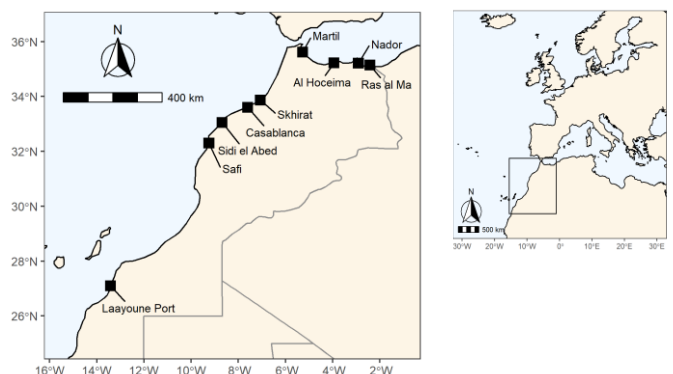 36°N
34°N
32°N
30°N
28°N
26°N
N
400 km
Martil
Nador
Al Hoceima
Ras al Ma
Skhirat
Casablanca
Sidi el Abed
Safi
Laayoune Port
16°W 14°W 12°W 10°W 8°W 6°W 4°W 2°W
N
500 km
30°W 20°W 10°W 0° 10°E 20°E 30°E